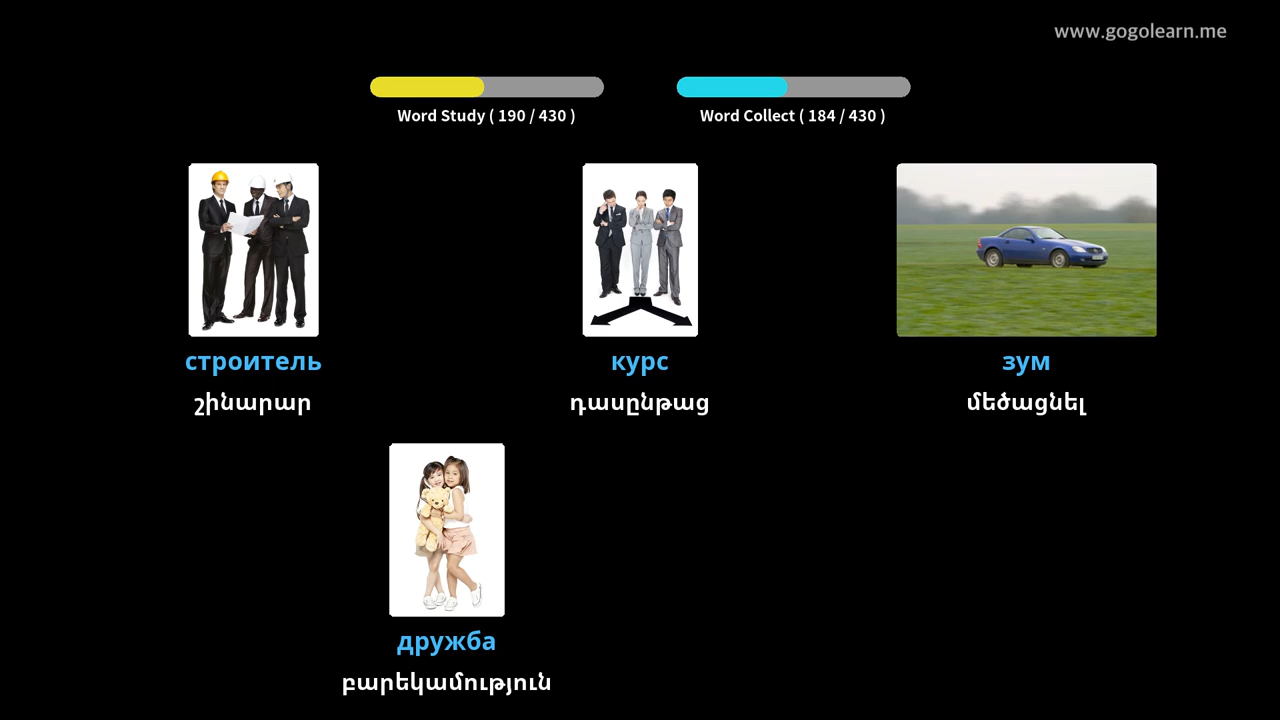 www.gogolearn.me
Word Study ( 190 / 430 )
Word Collect ( 184 / 430 )
строитель
շինարար
курс
դասընթաց
зум
մեծացնել
дружба
բարեկամություն